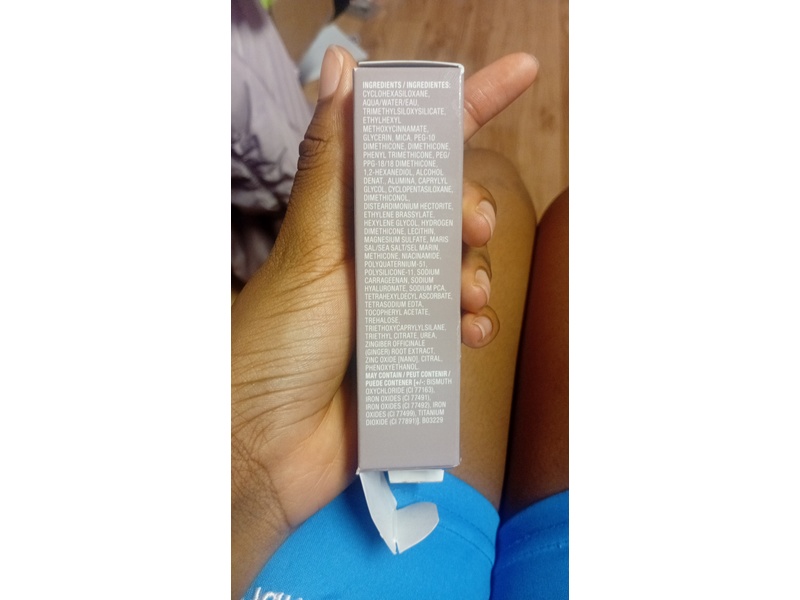 INGREDIENTS / INGREDIENTES:
CYCLOHEXASILOXANE,
AQUA/WATER/EAU,
TRIMETHYLSILOXYSILICATE,
ETHYLHEXYL
METHOXYCINNAMATE,
GLYCERIN, MICA, PEG-10
DIMETHICONE, DIMETHICONE,
PHENYL TRIMETHICONE, PEG/
PPG-18/18 DIMETHICONE,
1,2-HEXANEDIOL, ALCOHOL
DENAT., ALUMINA, CAPRYLYL
GLYCOL, CYCLOPENTASILOXANE,
DIMETHICONOL,
DISTEARDIMONIUM HECTORITE,
ETHYLENE BRASSYLATE,
HEXYLENE GLYCOL, HYDROGEN
DIMETHICONE, LECITHIN,
MAGNESIUM SULFATE, MARIS
SAL/SEA SALT/SEL MARIN,
METHICONE, NIACINAMIDE,
POLYQUATERNIUM-51,
POLYSILICONE-11, SODIUM
CARRAGEENAN, SODIUM
HYALURONATE, SODIUM PCA,
TETRAHEXYLDECYL ASCORBATE,
TETRASODIUM EDTA,
TOCOPHERYL ACETATE,
TREHALOSE,
TRIETHOXYCAPRYLYLSILANE,
TRIETHYL CITRATE, UREA,
ZINGIBER OFFICINALE
(GINGER) ROOT EXTRACT,
ZINC OXIDE [NANO], CITRAL,
PHENOXYETHANOL.
MAY CONTAIN / PEUT CONTENIR /
PUEDE CONTENER [+/-: BISMUTH
OXYCHLORIDE (CI 77163),
IRON OXIDES (CI 77491),
IRON OXIDES (CI 77492), IRON
OXIDES (CI 77499), TITANIUM
DIOXIDE (CI 77891)]. B03229